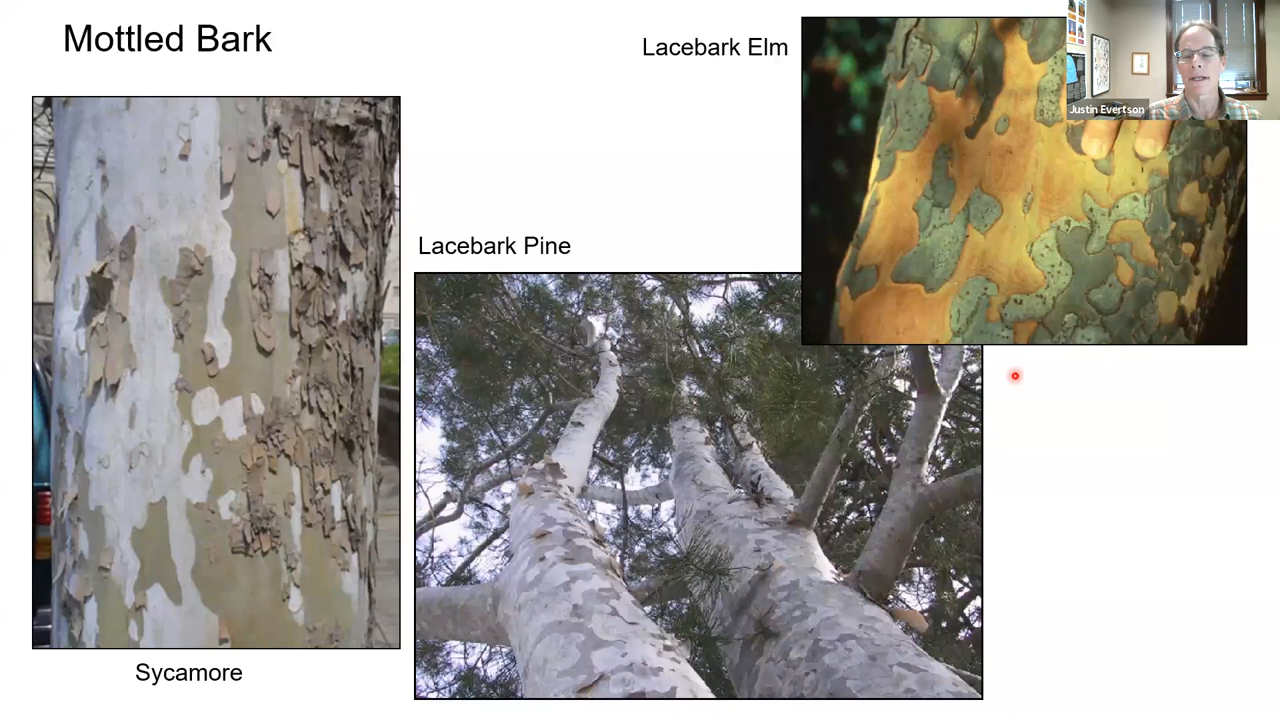 Mottled Bark
Lacebark Elm
Justin Evertson
Lacebark Pine
Sycamore